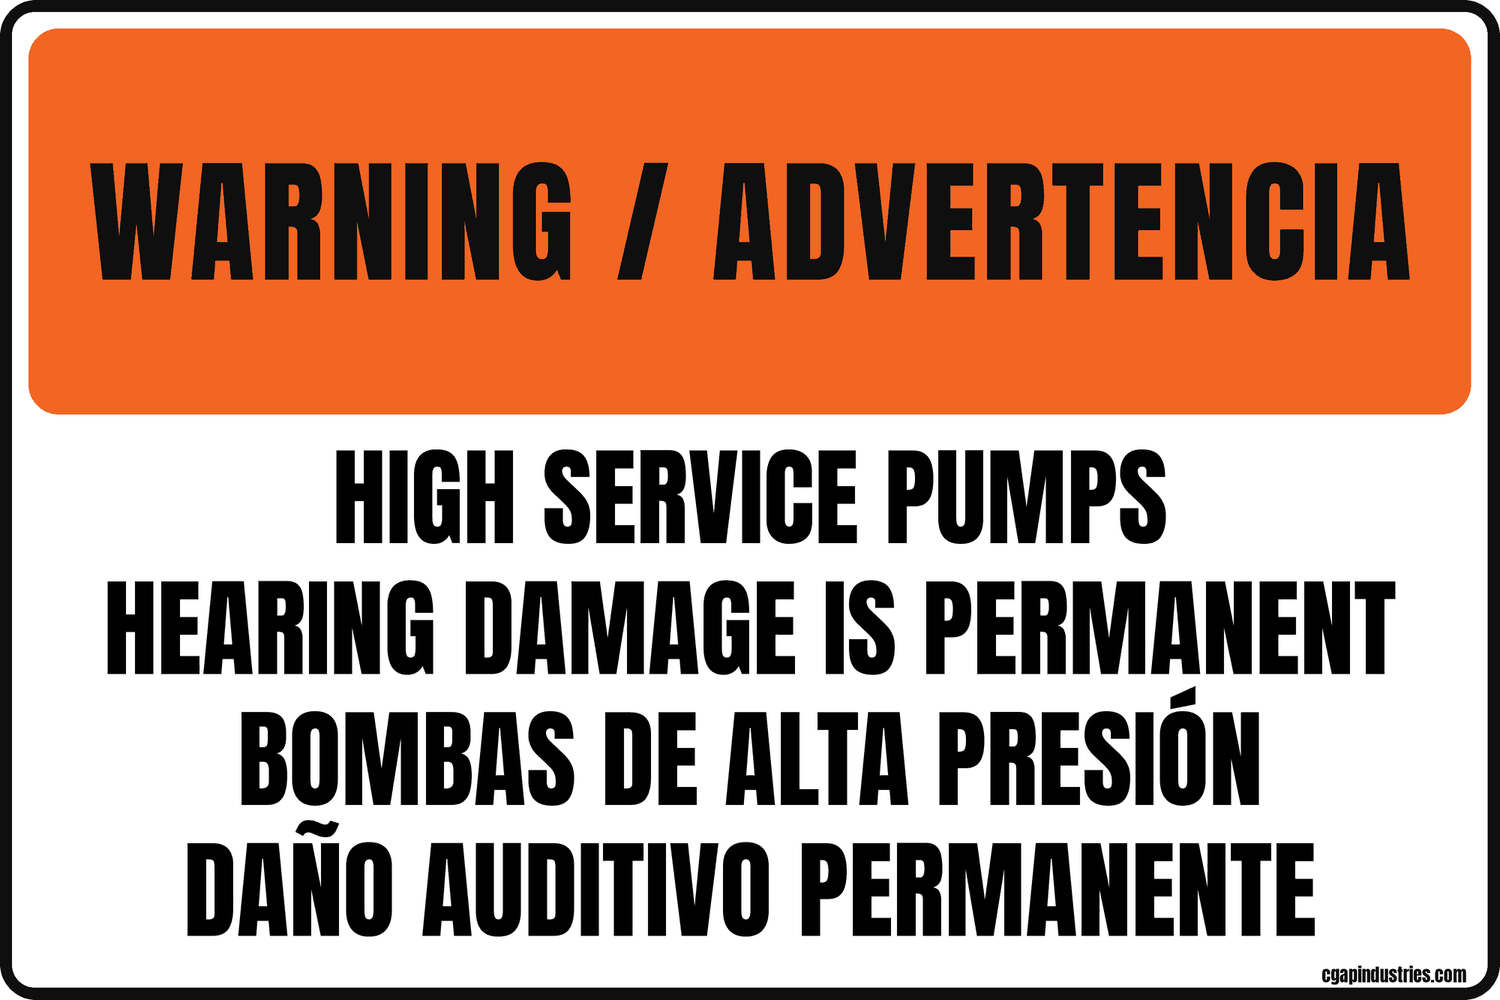 WARNING / ADVERTENCIA
HIGH SERVICE PUMPS
HEARING DAMAGE IS PERMANENT
BOMBAS DE ALTA PRESIÓN
DAÑO AUDITIVO PERMANENTE
cgapindustries.com